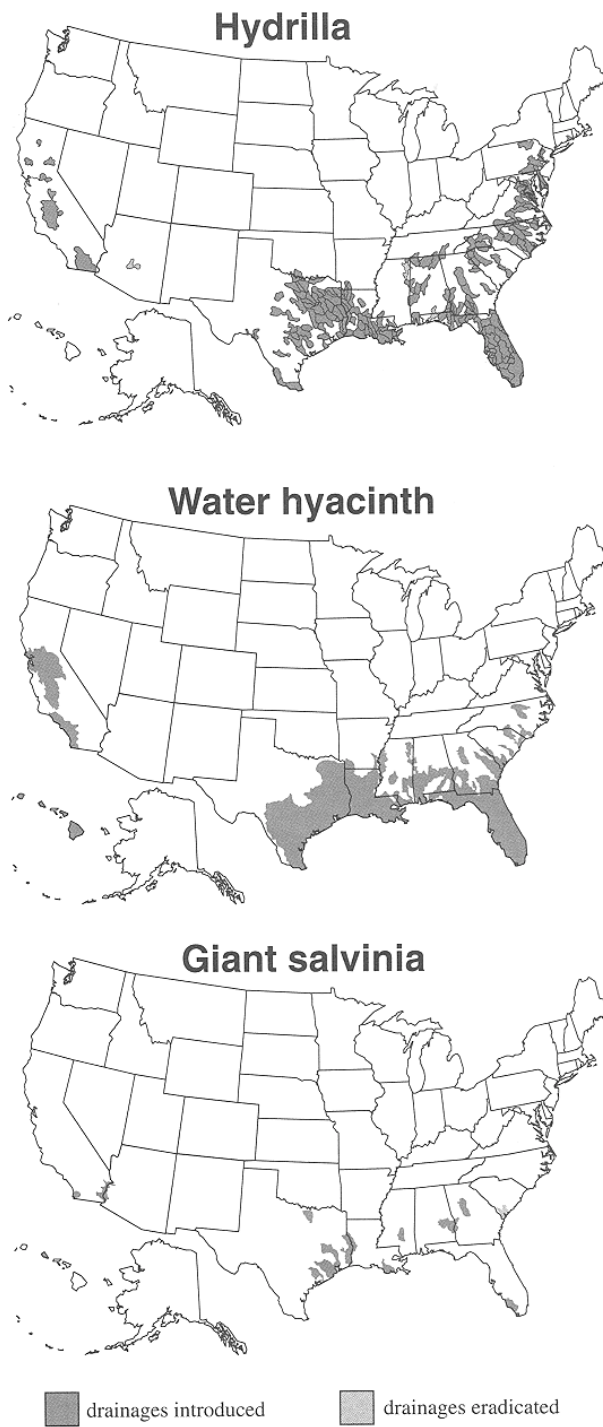 Hydrilla
Water hyacinth
Giant salvinia
drainages introduced
drainages eradicated